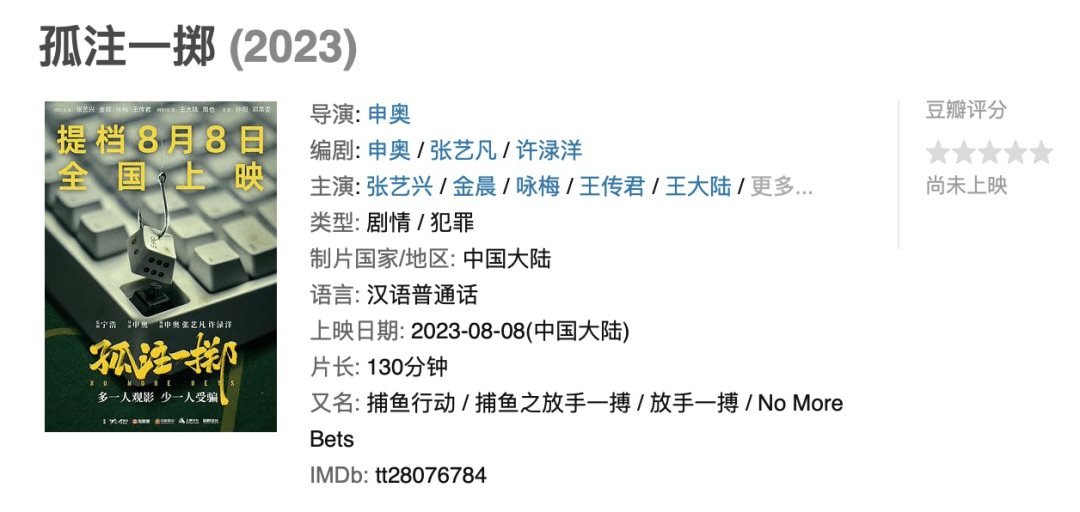 孤注一掷 (2023)
提档8月8日
全国上映
孤注一掷
NO MORE BETS
多一人观影 少一人受骗
导演: 申奥
编剧: 申奥 / 张艺凡 / 许渌洋
主演: 张艺兴 / 金晨 / 咏梅 / 王传君 / 王大陆 / 更多...
类型: 剧情 / 犯罪
制片国家/地区: 中国大陆
语言: 汉语普通话
上映日期: 2023-08-08(中国大陆)
片长: 130分钟
又名: 捕鱼行动 / 捕鱼之放手一搏 / 放手一搏 / No More
Bets
IMDb: tt28076784
豆瓣评分
尚未上映